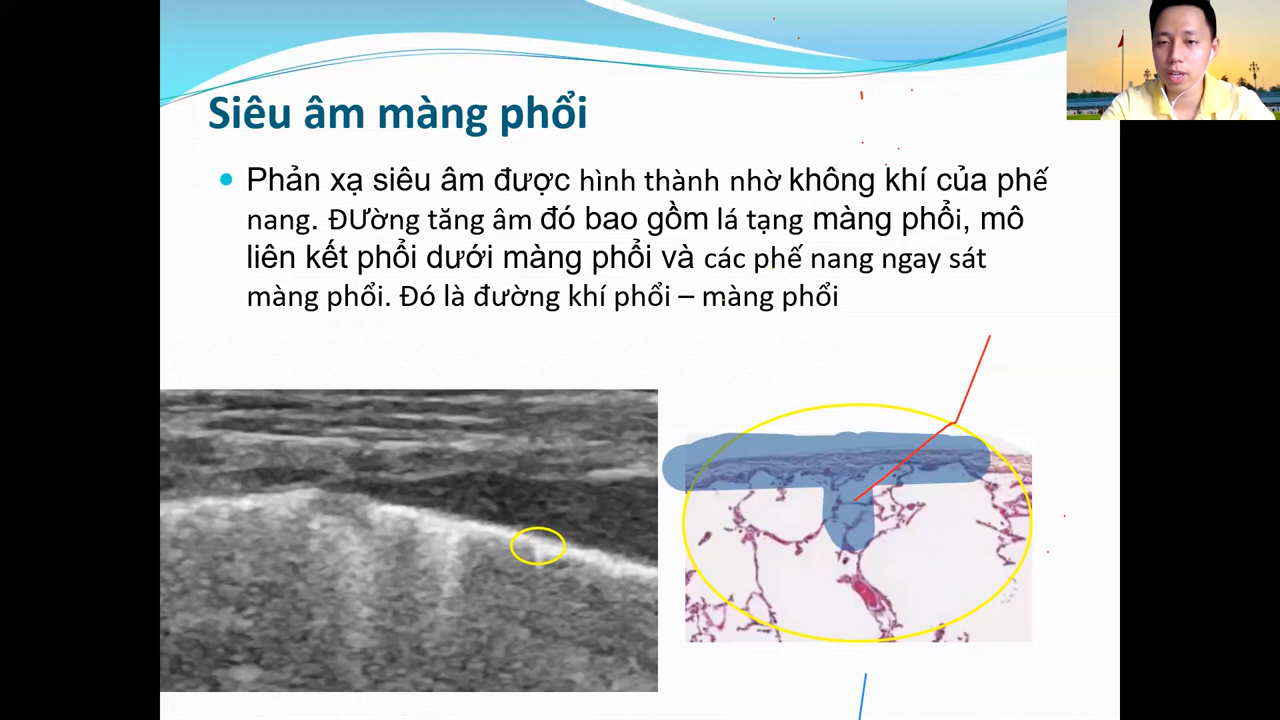 Siêu âm màng phổi
Phản xạ siêu âm được hình thành nhờ không khí của phế
nang. ĐƯờng tăng âm đó bao gồm lá tạng màng phổi, mô
liên kết phổi dưới màng phổi và các phế nang ngay sát
màng phổi. Đó là đường khí phổi – màng phổi